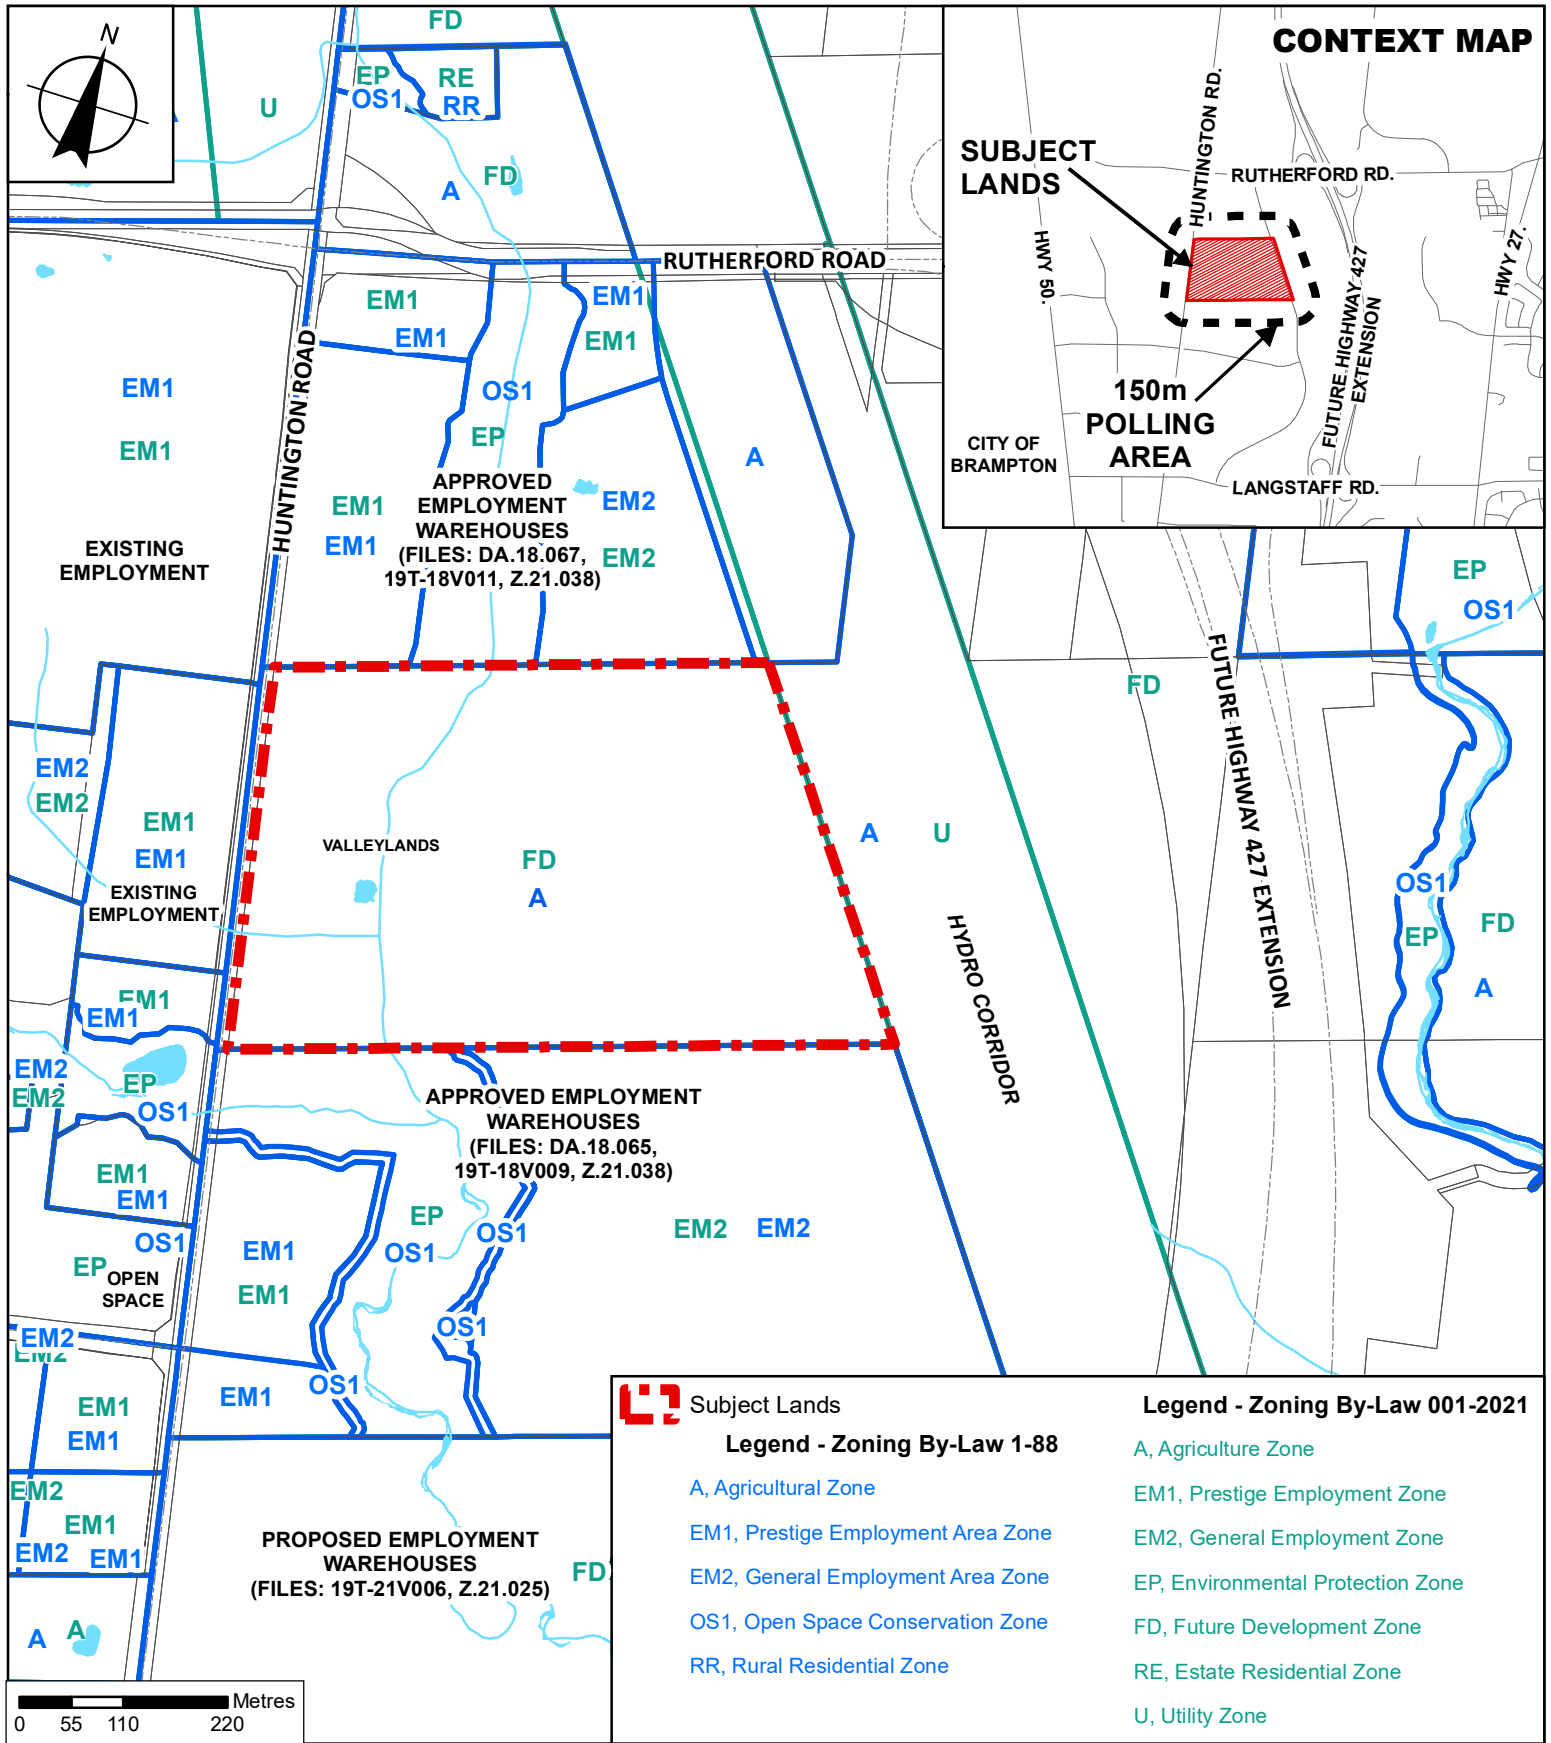 N
CONTEXT MAP
HUNTINGTON RD.
SUBJECT
LANDS
RUTHERFORD RD.
HWY 50.
HWY 27.
FUTURE HIGHWAY 427
EXTENSION
150m
POLLING
AREA
CITY OF
BRAMPTON
LANGSTAFF RD.
FD
U
EP
OS1
RE
RR
FD
A
RUTHERFORD ROAD
HUNTINGTON ROAD
EM1
EM1
EM1
EM1
EM1
EM1
OS1
EP
A
APPROVED
EMPLOYMENT
WAREHOUSES
(FILES: DA.18.067,
19T-18V011, Z.21.038)
EM1
EM1
EM2
EM2
EXISTING
EMPLOYMENT
EP
OS1
FUTURE HIGHWAY 427 EXTENSION
FD
EM2
EM2
EM1
EM1
EXISTING
EMPLOYMENT
VALLEYLANDS
FD
A
A
U
HYDRO CORRIDOR
OS1
EP
FD
A
EM1
EM1
EM2
EM2
EP
OS1
APPROVED EMPLOYMENT
WAREHOUSES
(FILES: DA.18.065,
19T-18V009, Z.21.038)
EM1
EM1
EP
OS1
OS1
EM2 EM2
OS1
EP
OPEN
SPACE
EM1
EM1
OS1
EM2
EM2
EM1
OS1
EM1
EM1
EM2
EM1
EM2 EM1
PROPOSED EMPLOYMENT
WAREHOUSES
(FILES: 19T-21V006, Z.21.025)
FD
A A
Metres
0 55 110 220
Subject Lands
Legend - Zoning By-Law 1-88
A, Agricultural Zone
EM1, Prestige Employment Area Zone
EM2, General Employment Area Zone
OS1, Open Space Conservation Zone
RR, Rural Residential Zone
Legend - Zoning By-Law 001-2021
A, Agriculture Zone
EM1, Prestige Employment Zone
EM2, General Employment Zone
EP, Environmental Protection Zone
FD, Future Development Zone
RE, Estate Residential Zone
U, Utility Zone